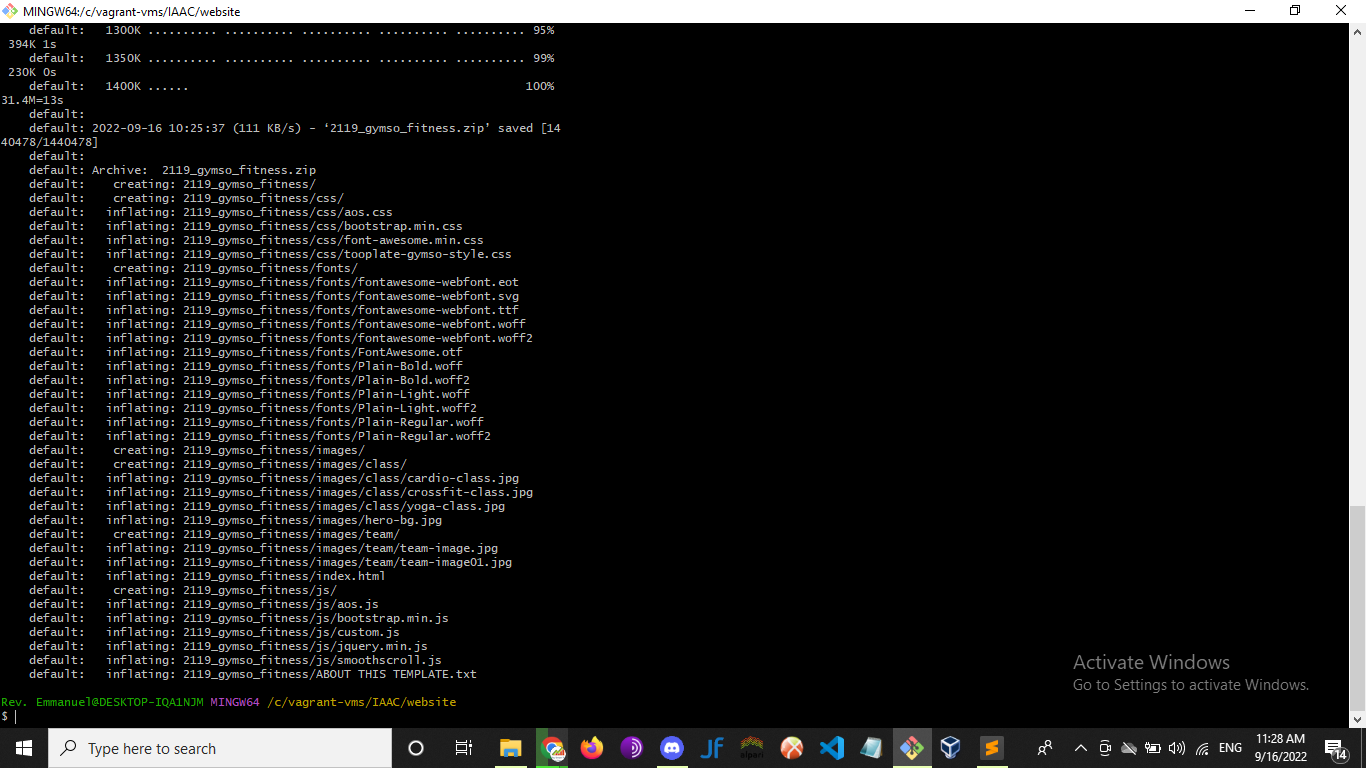 MINGW64:/c/vagrant-vms/IAAC/website
default: 1300K .......... .......... .......... .......... .......... 95%
394K 1s
default: 1350K .......... .......... .......... .......... .......... 99%
230K 0s
default: 1400K ...... 100%
31.4M=13s
default:
default: 2022-09-16 10:25:37 (111 KB/s) - ‘2119_gymso_fitness.zip’ saved [14
40478/1440478]
default:
default: Archive:  2119_gymso_fitness.zip
default: creating: 2119_gymso_fitness/
default: creating: 2119_gymso_fitness/css/
default: inflating: 2119_gymso_fitness/css/aos.css
default: inflating: 2119_gymso_fitness/css/bootstrap.min.css
default: inflating: 2119_gymso_fitness/css/font-awesome.min.css
default: inflating: 2119_gymso_fitness/css/tooplate-gymso-style.css
default: creating: 2119_gymso_fitness/fonts/
default: inflating: 2119_gymso_fitness/fonts/fontawesome-webfont.eot
default: inflating: 2119_gymso_fitness/fonts/fontawesome-webfont.svg
default: inflating: 2119_gymso_fitness/fonts/fontawesome-webfont.ttf
default: inflating: 2119_gymso_fitness/fonts/fontawesome-webfont.woff
default: inflating: 2119_gymso_fitness/fonts/fontawesome-webfont.woff2
default: inflating: 2119_gymso_fitness/fonts/FontAwesome.otf
default: inflating: 2119_gymso_fitness/fonts/Plain-Bold.woff
default: inflating: 2119_gymso_fitness/fonts/Plain-Bold.woff2
default: inflating: 2119_gymso_fitness/fonts/Plain-Light.woff
default: inflating: 2119_gymso_fitness/fonts/Plain-Light.woff2
default: inflating: 2119_gymso_fitness/fonts/Plain-Regular.woff
default: inflating: 2119_gymso_fitness/fonts/Plain-Regular.woff2
default: creating: 2119_gymso_fitness/images/
default: creating: 2119_gymso_fitness/images/class/
default: inflating: 2119_gymso_fitness/images/class/cardio-class.jpg
default: inflating: 2119_gymso_fitness/images/class/crossfit-class.jpg
default: inflating: 2119_gymso_fitness/images/class/yoga-class.jpg
default: inflating: 2119_gymso_fitness/images/hero-bg.jpg
default: creating: 2119_gymso_fitness/images/team/
default: inflating: 2119_gymso_fitness/images/team/team-image.jpg
default: inflating: 2119_gymso_fitness/images/team/team-image01.jpg
default: inflating: 2119_gymso_fitness/index.html
default: creating: 2119_gymso_fitness/js/
default: inflating: 2119_gymso_fitness/js/aos.js
default: inflating: 2119_gymso_fitness/js/bootstrap.min.js
default: inflating: 2119_gymso_fitness/js/custom.js
default: inflating: 2119_gymso_fitness/js/jquery.min.js
default: inflating: 2119_gymso_fitness/js/smoothscroll.js
default: inflating: 2119_gymso_fitness/ABOUT THIS TEMPLATE.txt
Rev. Emmanuel@DESKTOP-IQA1NJM MINGW64 /c/vagrant-vms/IAAC/website
$
Activate Windows
Go to Settings to activate Windows.
Type here to search
JF
ENG
11:28 AM
9/16/2022
14